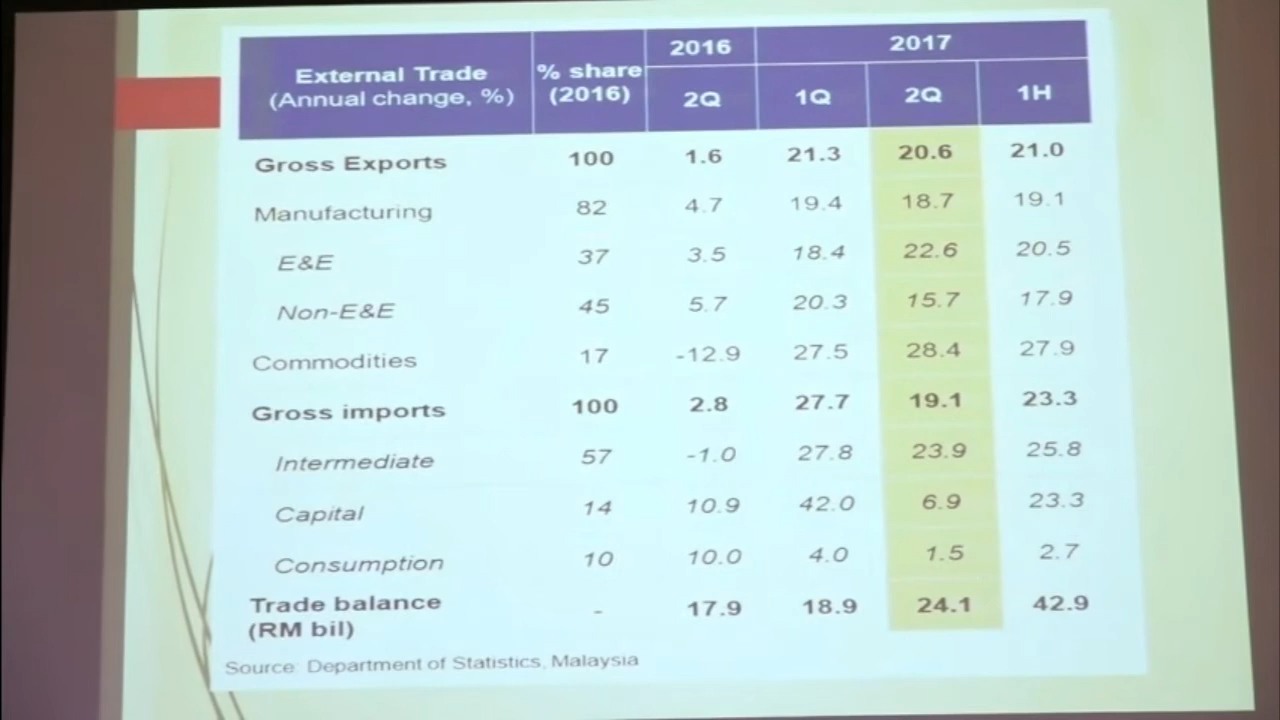 External Trade (Annual change, %) % share (2016) 2016 2017
2Q 1Q 2Q 1H
Gross Exports 100 1.6 21.3 20.6 21.0
Manufacturing 82 4.7 19.4 18.7 19.1
E&E 37 3.5 18.4 22.6 20.5
Non-E&E 45 5.7 20.3 15.7 17.9
Commodities 17 -12.9 27.5 28.4 27.9
Gross imports 100 2.8 27.7 19.1 23.3
Intermediate 57 -1.0 27.8 23.9 25.8
Capital 14 10.9 42.0 6.9 23.3
Consumption 10 10.0 4.0 1.5 2.7
Trade balance (RM bil) - 17.9 18.9 24.1 42.9
Source: Department of Statistics, Malaysia